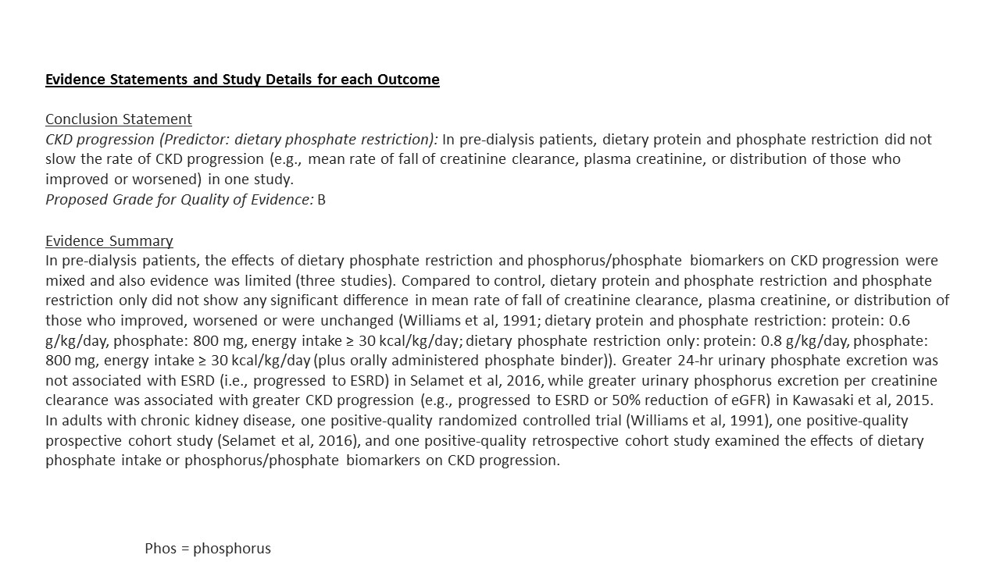 Evidence Statements and Study Details for each Outcome
Conclusion Statement
CKD progression (Predictor: dietary phosphate restriction): In pre-dialysis patients, dietary protein and phosphate restriction did not
slow the rate of CKD progression (e.g., mean rate of fall of creatinine clearance, plasma creatinine, or distribution of those who
improved or worsened) in one study.
Proposed Grade for Quality of Evidence: B
Evidence Summary
In pre-dialysis patients, the effects of dietary phosphate restriction and phosphorus/phosphate biomarkers on CKD progression were
mixed and also evidence was limited (three studies). Compared to control, dietary protein and phosphate restriction and phosphate
restriction only did not show any significant difference in mean rate of fall of creatinine clearance, plasma creatinine, or distribution of
those who improved, worsened or were unchanged (Williams et al, 1991; dietary protein and phosphate restriction: protein: 0.6
g/kg/day, phosphate: 800 mg, energy intake ≥ 30 kcal/kg/day; dietary phosphate restriction only: protein: 0.8 g/kg/day, phosphate:
800 mg, energy intake ≥ 30 kcal/kg/day (plus orally administered phosphate binder)). Greater 24-hr urinary phosphate excretion was
not associated with ESRD (i.e., progressed to ESRD) in Selamet et al, 2016, while greater urinary phosphorus excretion per creatinine
clearance was associated with greater CKD progression (e.g., progressed to ESRD or 50% reduction of eGFR) in Kawasaki et al, 2015.
In adults with chronic kidney disease, one positive-quality randomized controlled trial (Williams et al, 1991), one positive-quality
prospective cohort study (Selamet et al, 2016), and one positive-quality retrospective cohort study examined the effects of dietary
phosphate intake or phosphorus/phosphate biomarkers on CKD progression.
Phos = phosphorus